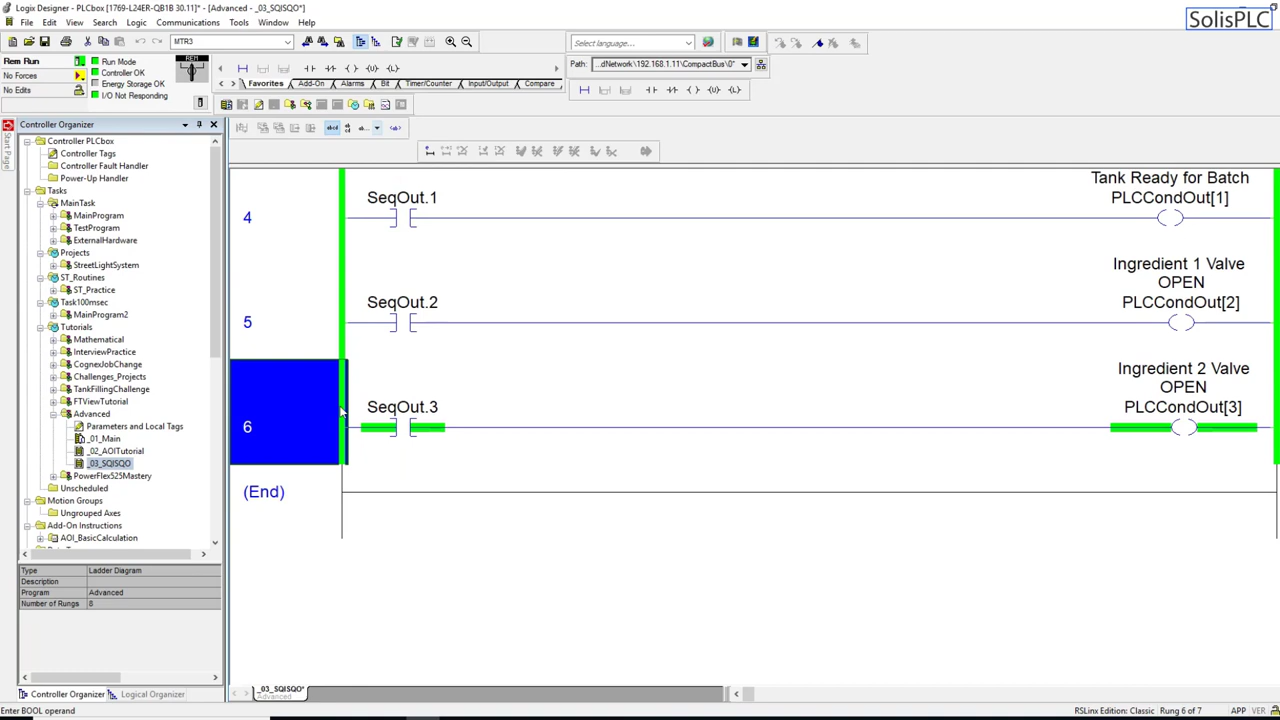 Logix Designer - PLCbox [1769-L24ER-QB1B 30.11]* - [Advanced - _03_SQISQO*]
SolisPLC
File Edit View Search Logic Communications Tools Window Help
MTR3
Select language...
Rem Run
No Forces
No Edits
Run Mode
Controller OK
Energy Storage OK
I/O Not Responding
REM
Path: ...dNetwork\192.168.1.11\CompactBus\0*
Favorites Add-On Alarms Bit Timer/Counter Input/Output Compare
Start Page
Controller Organizer
Controller PLCbox
Controller Tags
Controller Fault Handler
Power-Up Handler
Tasks
MainTask
MainProgram
TestProgram
ExternalHardware
Projects
StreetLightSystem
ST_Routines
ST_Practice
Task100msec
MainProgram2
Tutorials
Mathematical
InterviewPractice
CognexJobChange
Challenges_Projects
TankFillingChallenge
FTViewTutorial
Advanced
Parameters and Local Tags
_01_Main
_02_AOITutorial
_03_SQISQO
PowerFlex525Mastery
Unscheduled
Motion Groups
Ungrouped Axes
Add-On Instructions
AOI_BasicCalculation
Type Ladder Diagram
Description
Program Advanced
Number of Rungs 8
Controller Organizer Logical Organizer
Tank Ready for Batch
SeqOut.1 PLCCondOut[1]
4
Ingredient 1 Valve
OPEN
SeqOut.2 PLCCondOut[2]
5
Ingredient 2 Valve
OPEN
SeqOut.3 PLCCondOut[3]
6
(End)
_03_SQISQO*
Advanced
Enter BOOL operand
RSLinx Edition: Classic Rung 6 of 7 APP VER